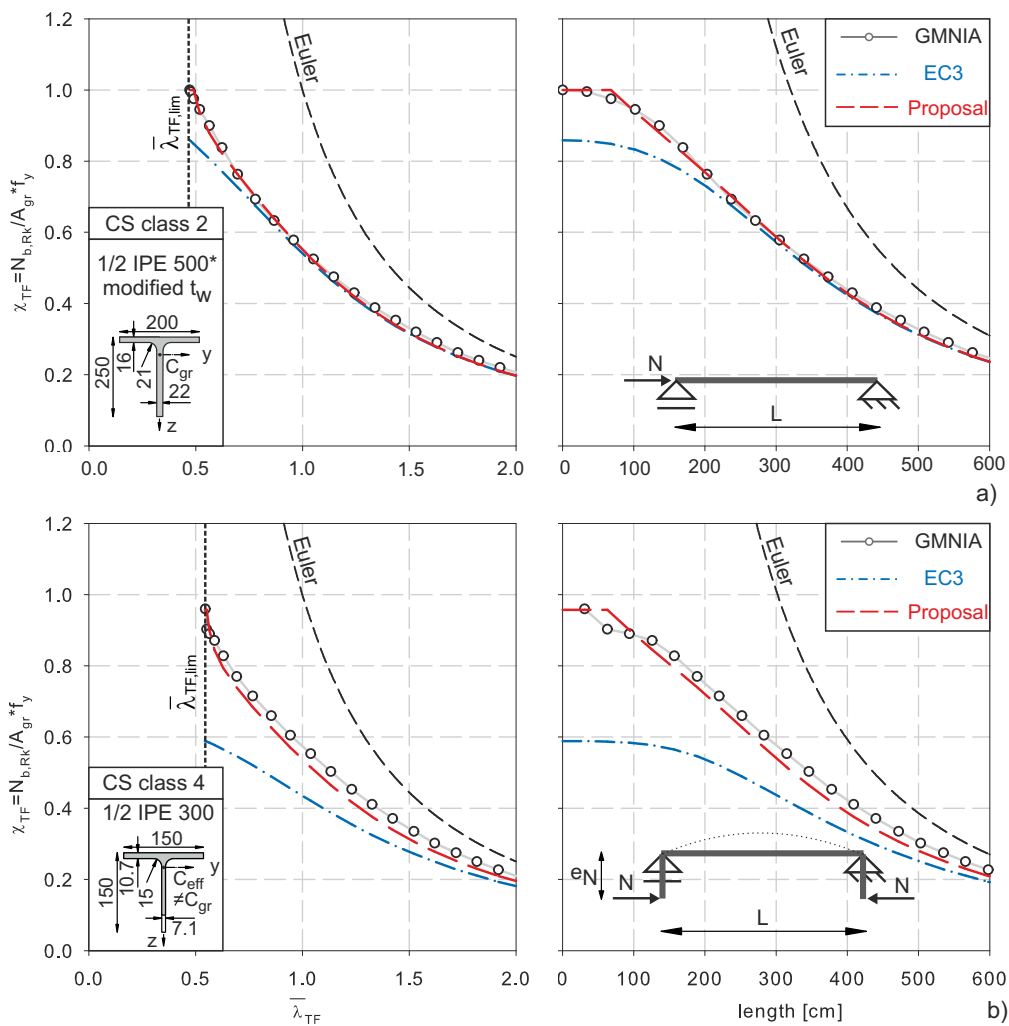 χTF=Nb,Rk/Agr*fy
1.2
1.0
0.8
0.6
0.4
0.2
0.0
0.0
0.5
1.0
1.5
2.0
Euler
λTF,lim
CS class 2
1/2 IPE 500*
modified tw
200
250
16
21
22
Cgr
y
z
Euler
GMNIA
EC3
Proposal
N
L
0
100
200
300
400
500
600
a)
χTF=Nb,Rk/Agr*fy
1.2
1.0
0.8
0.6
0.4
0.2
0.0
0.0
0.5
1.0
1.5
2.0
λTF
Euler
λTF,lim
CS class 4
1/2 IPE 300
150
150
10.7
15
7.1
Ceff
≠Cgr
y
z
Euler
GMNIA
EC3
Proposal
eN
N
N
L
0
100
200
300
400
500
600
length [cm]
b)